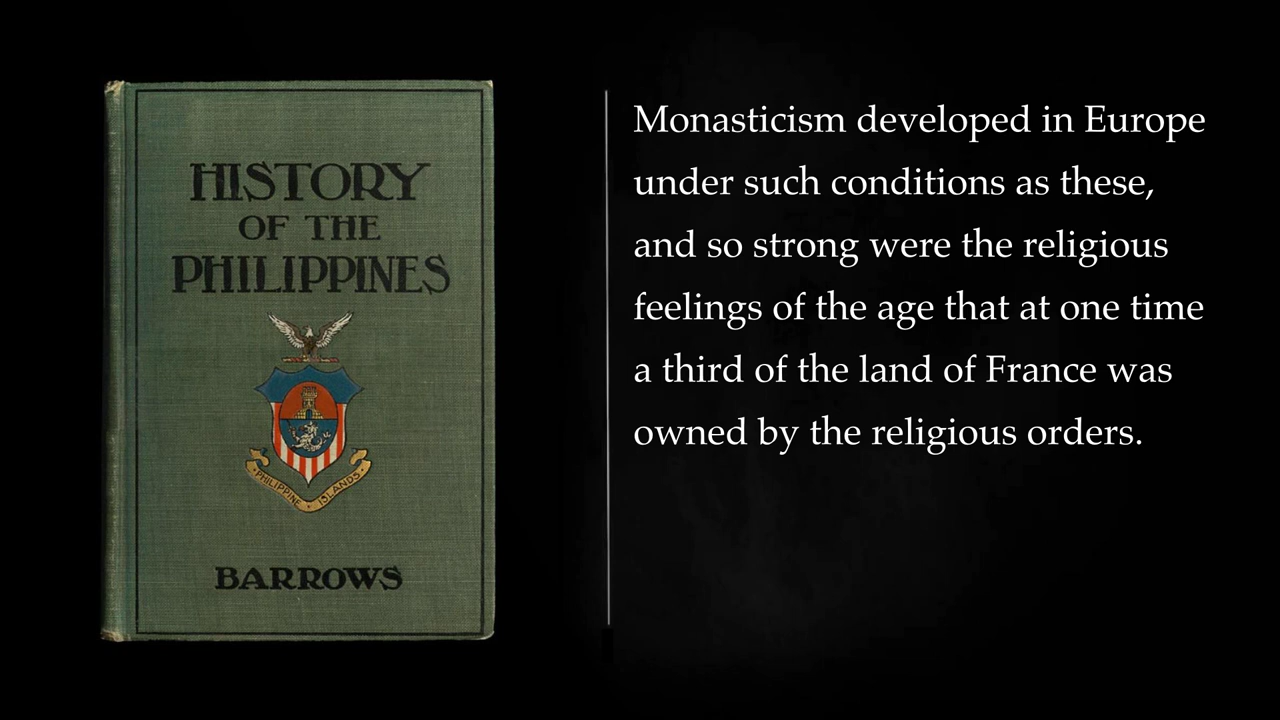 HISTORY
OF THE
PHILIPPINES
PHILIPPINE ISLANDS
BARROWS
Monasticism developed in Europe
under such conditions as these,
and so strong were the religious
feelings of the age that at one time
a third of the land of France was
owned by the religious orders.